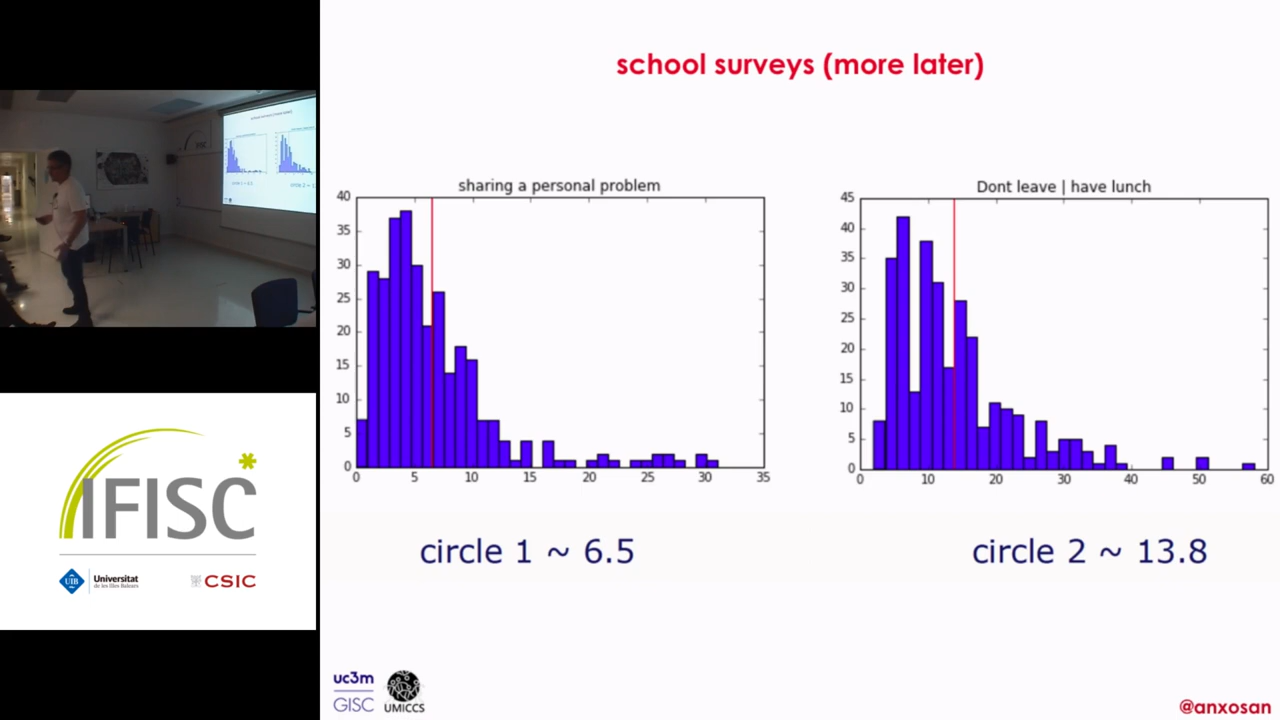 school surveys (more later)
sharing a personal problem
40
35
30
25
20
15
10
5
0
0 5 10 15 20 25 30 35
circle 1 ~ 6.5
Dont leave | have lunch
45
40
35
30
25
20
15
10
5
0
0 10 20 30 40 50 60
circle 2 ~ 13.8
IFISC
UIB Universitat
de les Illes Balears
CSIC
uc3m
GISC
UMICCS
@anxosan